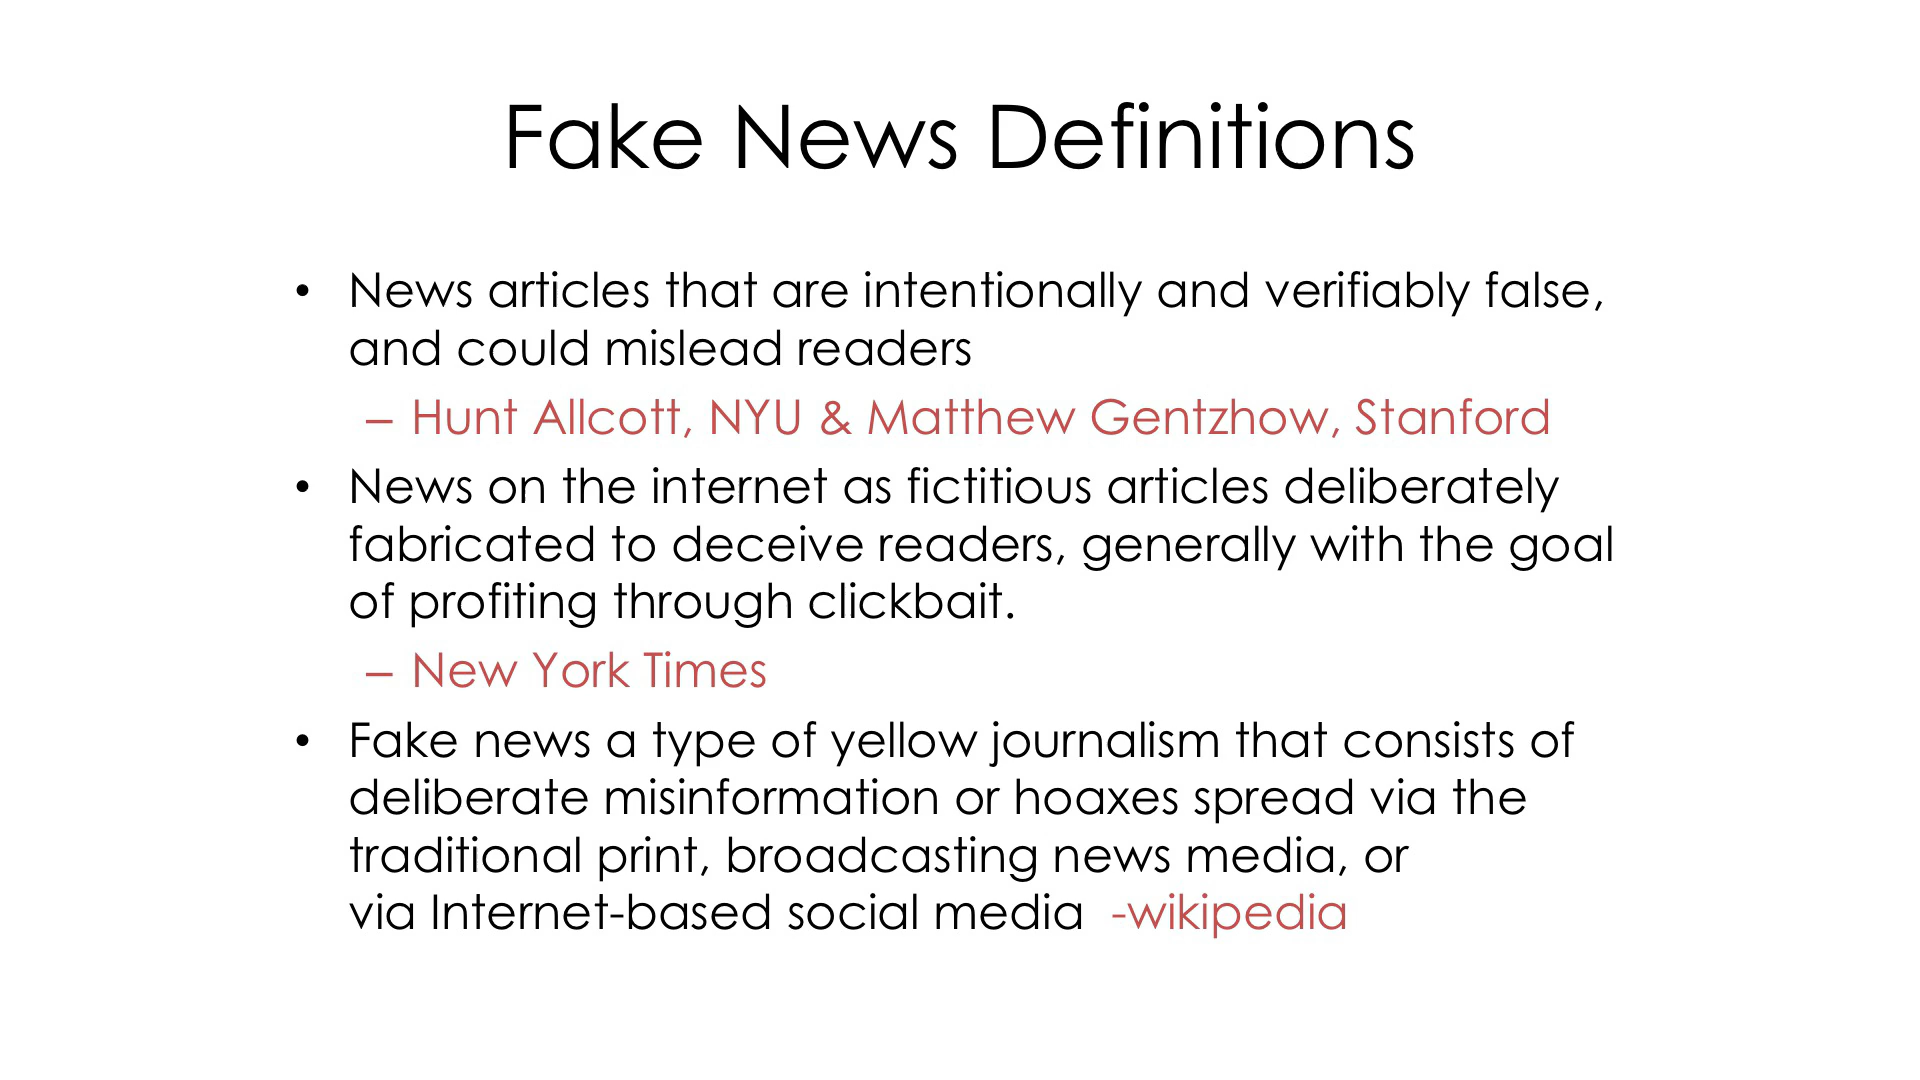 Fake News Definitions
• News articles that are intentionally and verifiably false,
and could mislead readers
– Hunt Allcott, NYU & Matthew Gentzhow, Stanford
• News on the internet as fictitious articles deliberately
fabricated to deceive readers, generally with the goal
of profiting through clickbait.
– New York Times
• Fake news a type of yellow journalism that consists of
deliberate misinformation or hoaxes spread via the
traditional print, broadcasting news media, or
via Internet-based social media -wikipedia